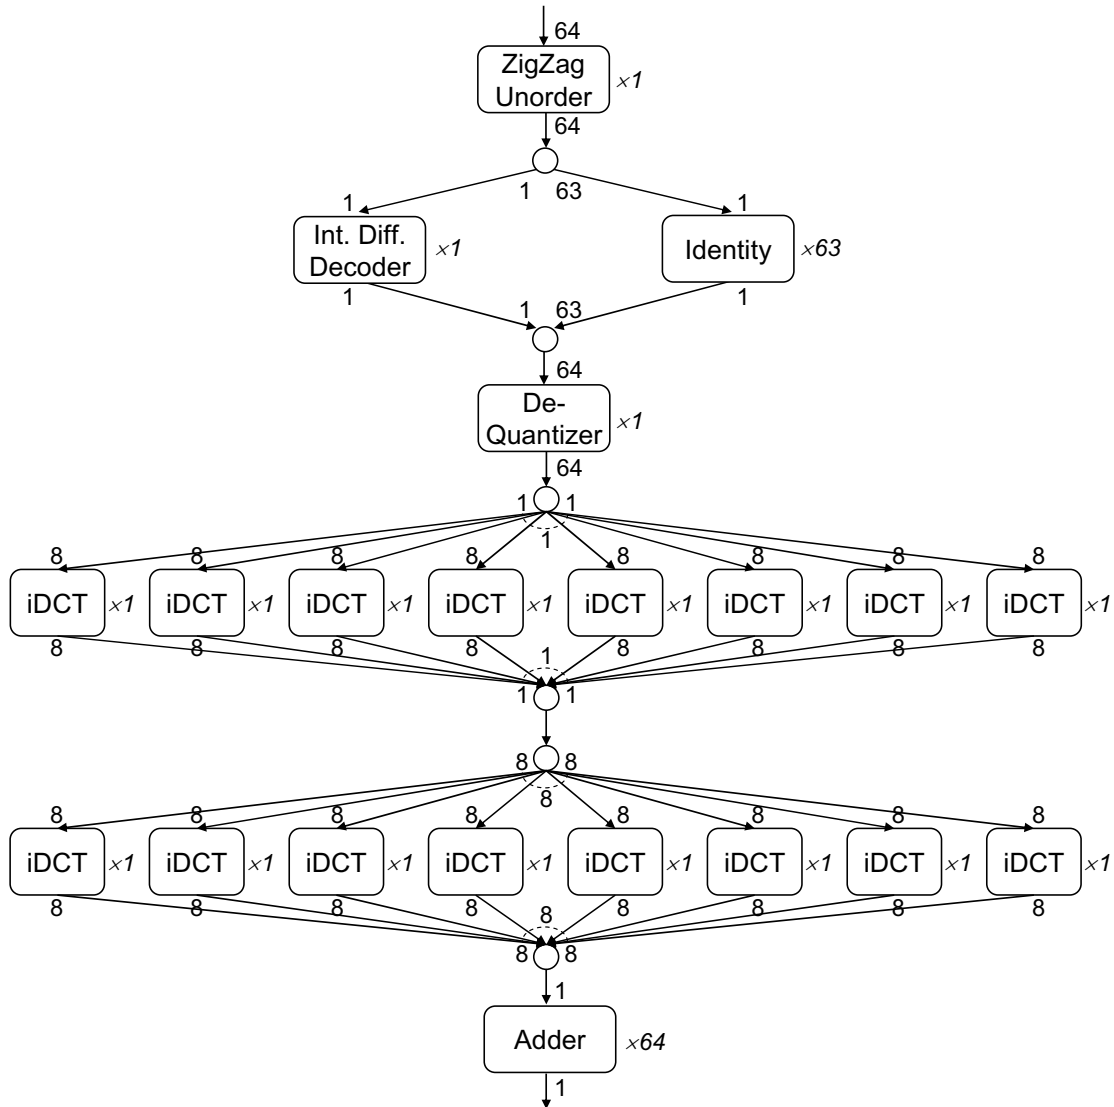 64
ZigZag
Unorder
×1
64
1 63
1 1
Int. Diff.
Decoder
×1
Identity
×63
1 1
1 63
64
De-
Quantizer
×1
64
1 1
1
8 8 8 8 8 8 8 8
iDCT ×1 iDCT ×1 iDCT ×1 iDCT ×1 iDCT ×1 iDCT ×1 iDCT ×1 iDCT ×1
8 8 8 8 8 8 8 8
1
1 1
8 8
8
8 8 8 8 8 8 8 8
iDCT ×1 iDCT ×1 iDCT ×1 iDCT ×1 iDCT ×1 iDCT ×1 iDCT ×1 iDCT ×1
8 8 8 8 8 8 8 8
8
8 8
1
Adder
×64
1